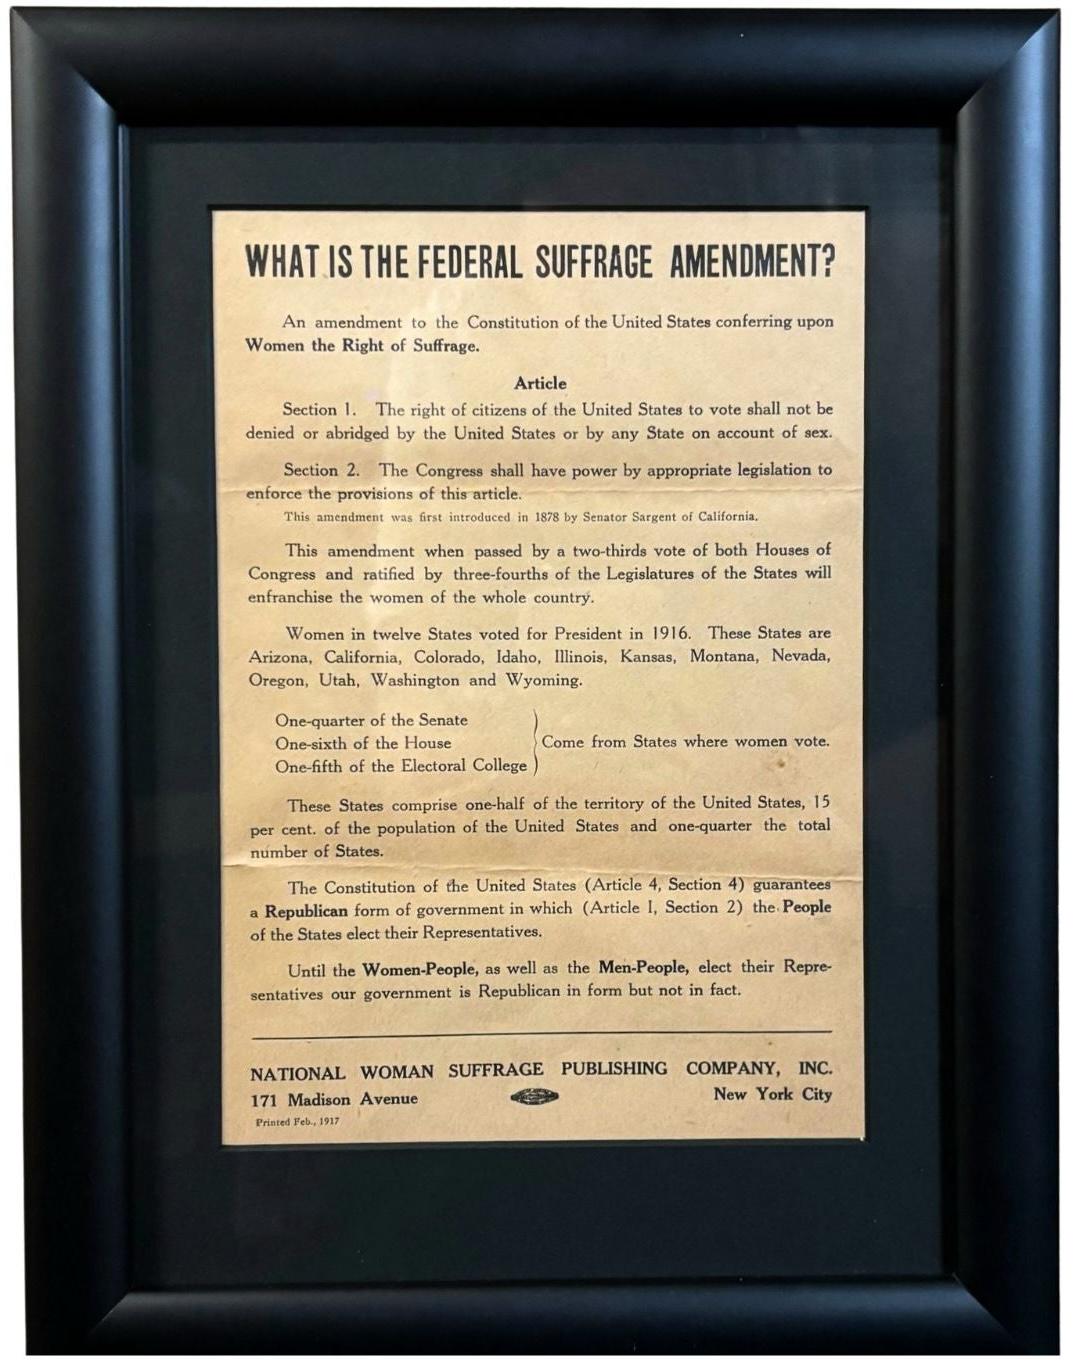 WHAT IS THE FEDERAL SUFFRAGE AMENDMENT?
An amendment to the Constitution of the United States conferring upon
Women the Right of Suffrage.
Article
Section 1. The right of citizens of the United States to vote shall not be
denied or abridged by the United States or by any State on account of sex.
Section 2. The Congress shall have power by appropriate legislation to
enforce the provisions of this article.
This amendment was first introduced in 1878 by Senator Sargent of California.
This amendment when passed by a two-thirds vote of both Houses of
Congress and ratified by three-fourths of the Legislatures of the States will
enfranchise the women of the whole country.
Women in twelve States voted for President in 1916. These States are
Arizona, California, Colorado, Idaho, Illinois, Kansas, Montana, Nevada,
Oregon, Utah, Washington and Wyoming.
One-quarter of the Senate
One-sixth of the House
One-fifth of the Electoral College
Come from States where women vote.
These States comprise one-half of the territory of the United States, 15
per cent. of the population of the United States and one-quarter the total
number of States.
The Constitution of the United States (Article 4, Section 4) guarantees
a Republican form of government in which (Article I, Section 2) the People
of the States elect their Representatives.
Until the Women-People, as well as the Men-People, elect their Repre-
sentatives our government is Republican in form but not in fact.
NATIONAL WOMAN SUFFRAGE PUBLISHING COMPANY, INC.
171 Madison Avenue New York City
Printed Feb., 1917